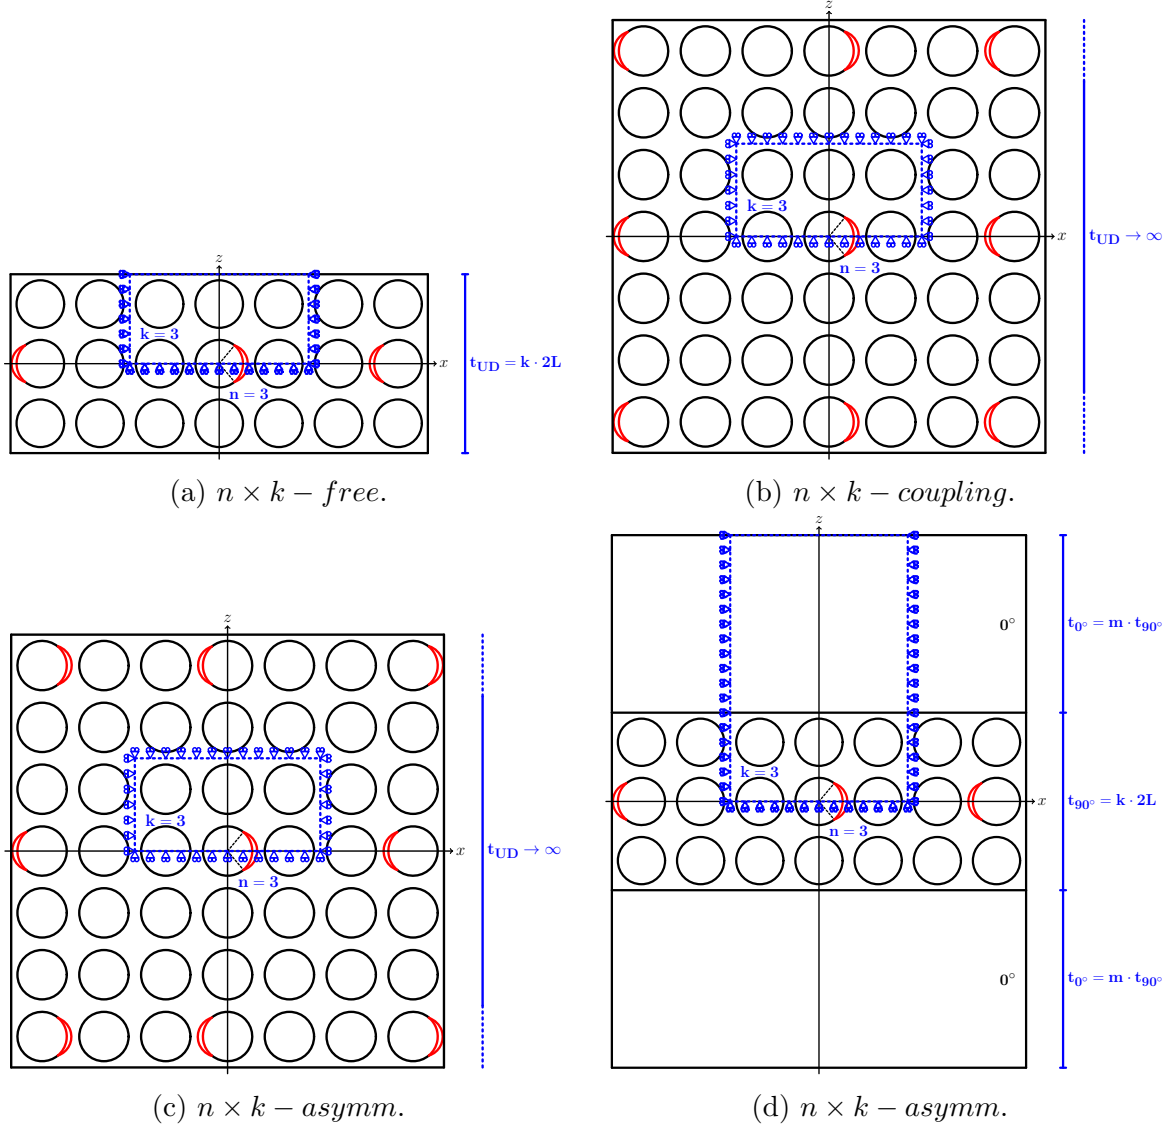 z
x
k = 3
n = 3
t_UD = k · 2L
(a) n × k − free.
z
x
k = 3
n = 3
t_UD → ∞
(b) n × k − coupling.
z
x
k = 3
n = 3
t_UD → ∞
(c) n × k − asymm.
z
0°
t_0° = m · t_90°
x
k = 3
n = 3
t_90° = k · 2L
0°
t_0° = m · t_90°
(d) n × k − asymm.